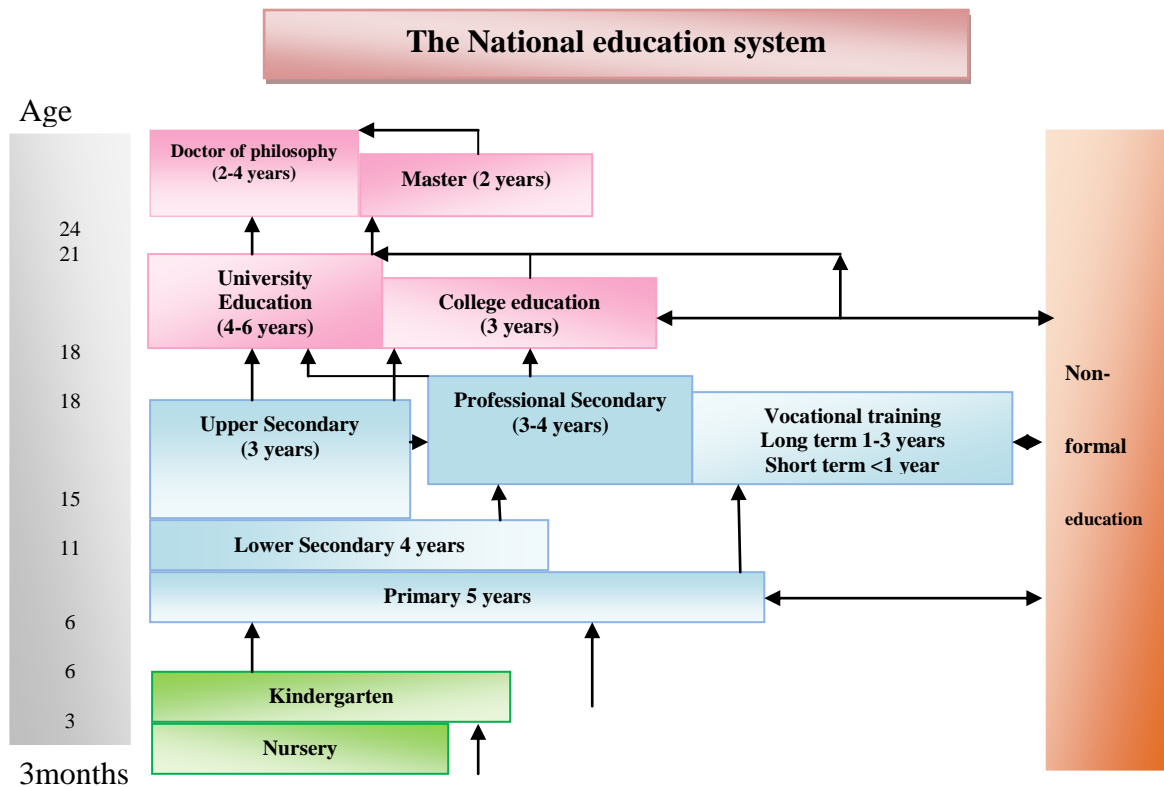 The National education system
Age
Doctor of philosophy
(2-4 years)
Master (2 years)
24
21
University
Education
(4-6 years)
College education
(3 years)
18
18
Upper Secondary
(3 years)
Professional Secondary
(3-4 years)
Vocational training
Long term 1-3 years
Short term <1 year
Non-
formal
education
15
11
Lower Secondary 4 years
Primary 5 years
6
6
Kindergarten
3
Nursery
3months